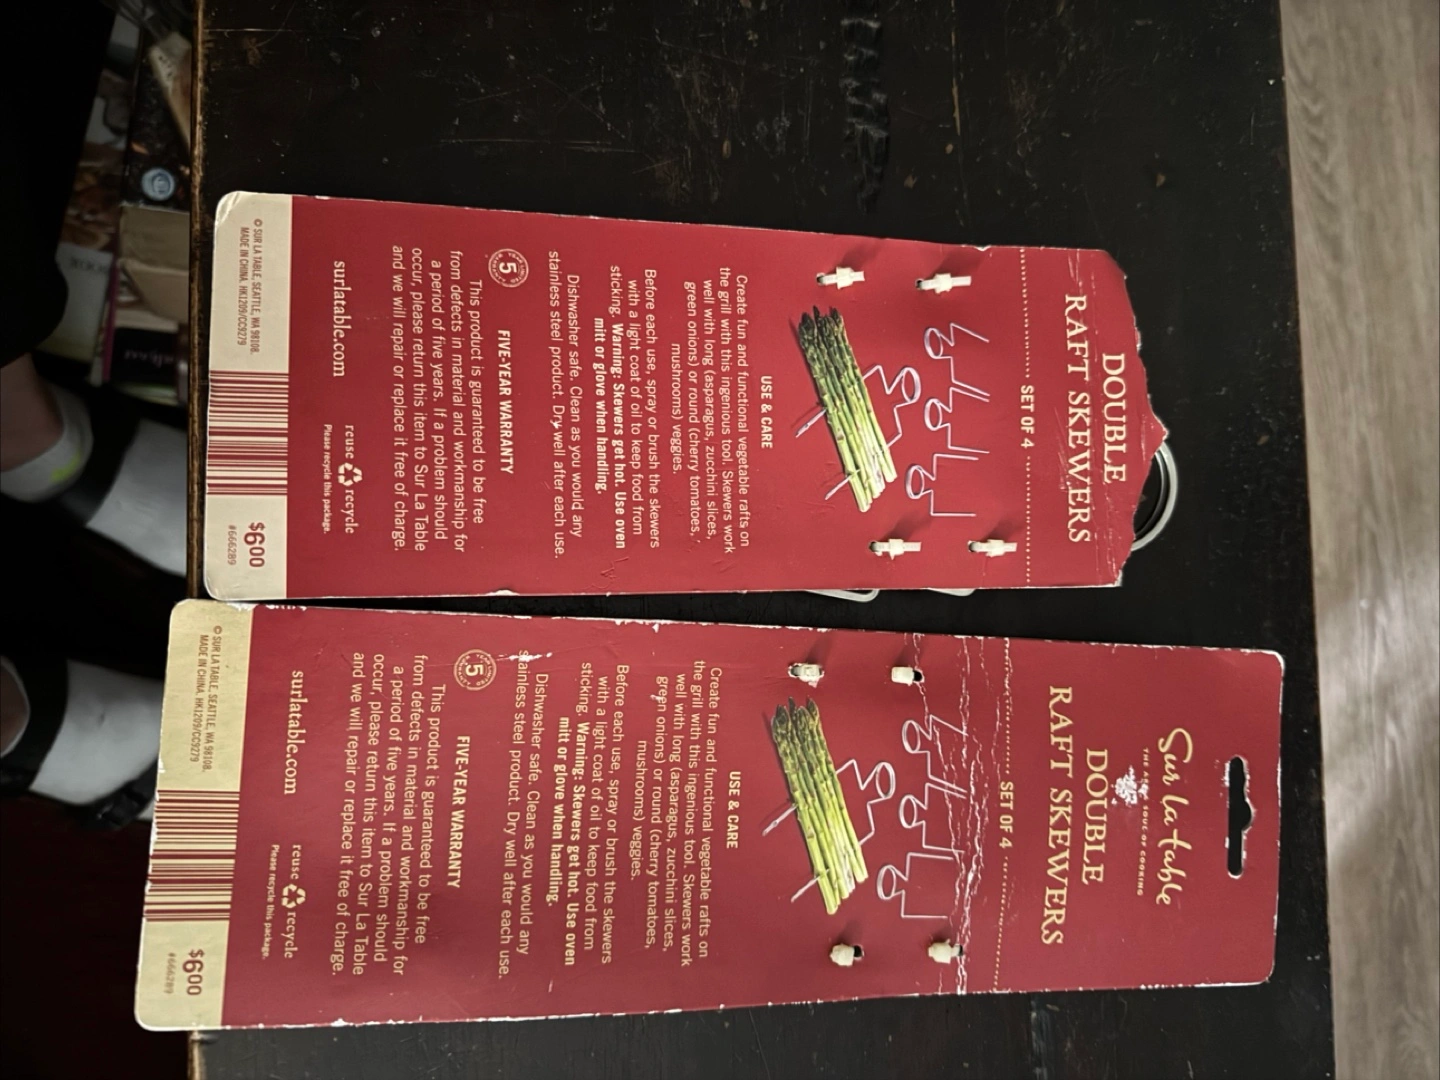 DOUBLE
RAFT SKEWERS
SET OF 4
USE & CARE
Create fun and functional vegetable rafts on
the grill with this ingenious tool. Skewers work
well with long (asparagus, zucchini slices,
green onions) or round (cherry tomatoes,
mushrooms) veggies.
Before each use, spray or brush the skewers
with a light coat of oil to keep food from
sticking. Warning: Skewers get hot. Use oven
mitt or glove when handling.
Dishwasher safe. Clean as you would any
stainless steel product. Dry well after each use.
5
FIVE-YEAR WARRANTY
This product is guaranteed to be free
from defects in material and workmanship for
a period of five years. If a problem should
occur, please return this item to Sur La Table
and we will repair or replace it free of charge.
surlatable.com
reuse recycle
Please recycle this package.
© SUR LA TABLE, SEATTLE, WA 98108.
MADE IN CHINA. HK1209/CC9279
$6.00
#666289
Sur la table
THE ART & SOUL OF COOKING
DOUBLE
RAFT SKEWERS
SET OF 4
USE & CARE
Create fun and functional vegetable rafts on
the grill with this ingenious tool. Skewers work
well with long (asparagus, zucchini slices,
green onions) or round (cherry tomatoes,
mushrooms) veggies.
Before each use, spray or brush the skewers
with a light coat of oil to keep food from
sticking. Warning: Skewers get hot. Use oven
mitt or glove when handling.
Dishwasher safe. Clean as you would any
stainless steel product. Dry well after each use.
5
FIVE-YEAR WARRANTY
This product is guaranteed to be free
from defects in material and workmanship for
a period of five years. If a problem should
occur, please return this item to Sur La Table
and we will repair or replace it free of charge.
surlatable.com
reuse recycle
Please recycle this package.
© SUR LA TABLE, SEATTLE, WA 98108.
MADE IN CHINA. HK1209/CC9279
$6.00
#666289